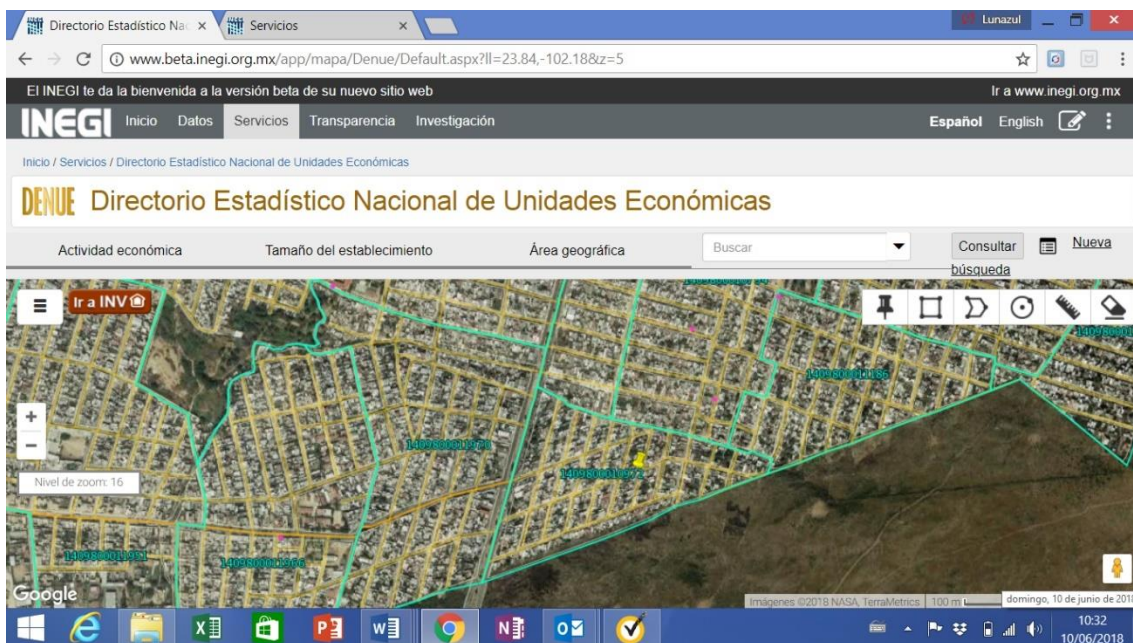 Directorio Estadístico Na
Servicios
Lunazul
www.beta.inegi.org.mx/app/mapa/Denue/Default.aspx?ll=23.84,-102.18&z=5
El INEGI te da la bienvenida a la versión beta de su nuevo sitio web
Ir a www.inegi.org.mx
INEGI Inicio Datos Servicios Transparencia Investigación
Español English
Inicio / Servicios / Directorio Estadístico Nacional de Unidades Económicas
DENUE Directorio Estadístico Nacional de Unidades Económicas
Actividad económica Tamaño del establecimiento Área geográfica Buscar Consultar Nueva
búsqueda
Ir a INV
1409800011186
1409800010972
Nivel de zoom: 16
Google
Imágenes ©2018 NASA, TerraMetrics 100 m
domingo, 10 de junio de 2018
10:32
10/06/2018